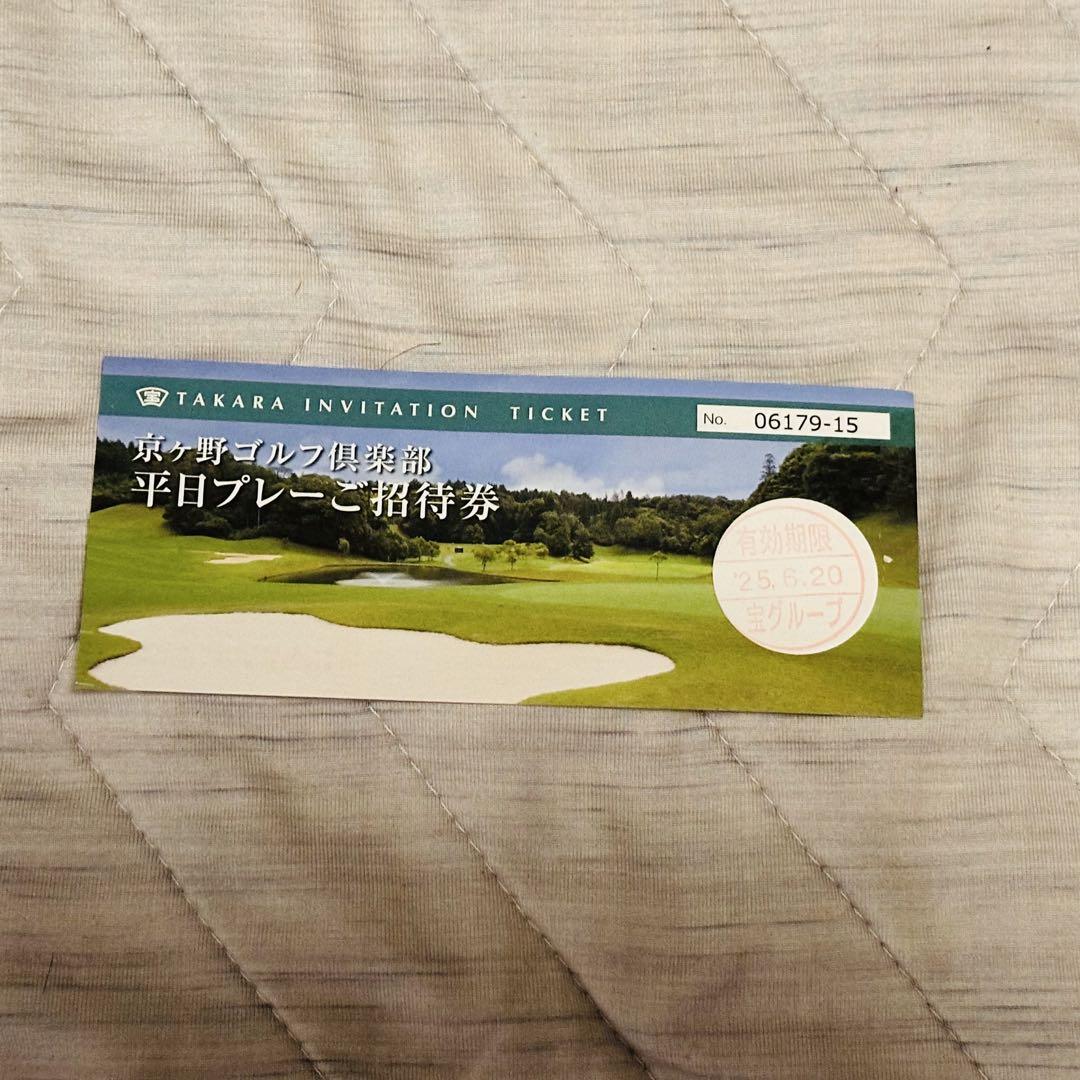 宝 TAKARA INVITATION TICKET
No. 06179-15
京ヶ野ゴルフ倶楽部
平日プレーご招待券
有効期限
'25.6.20
宝グループ